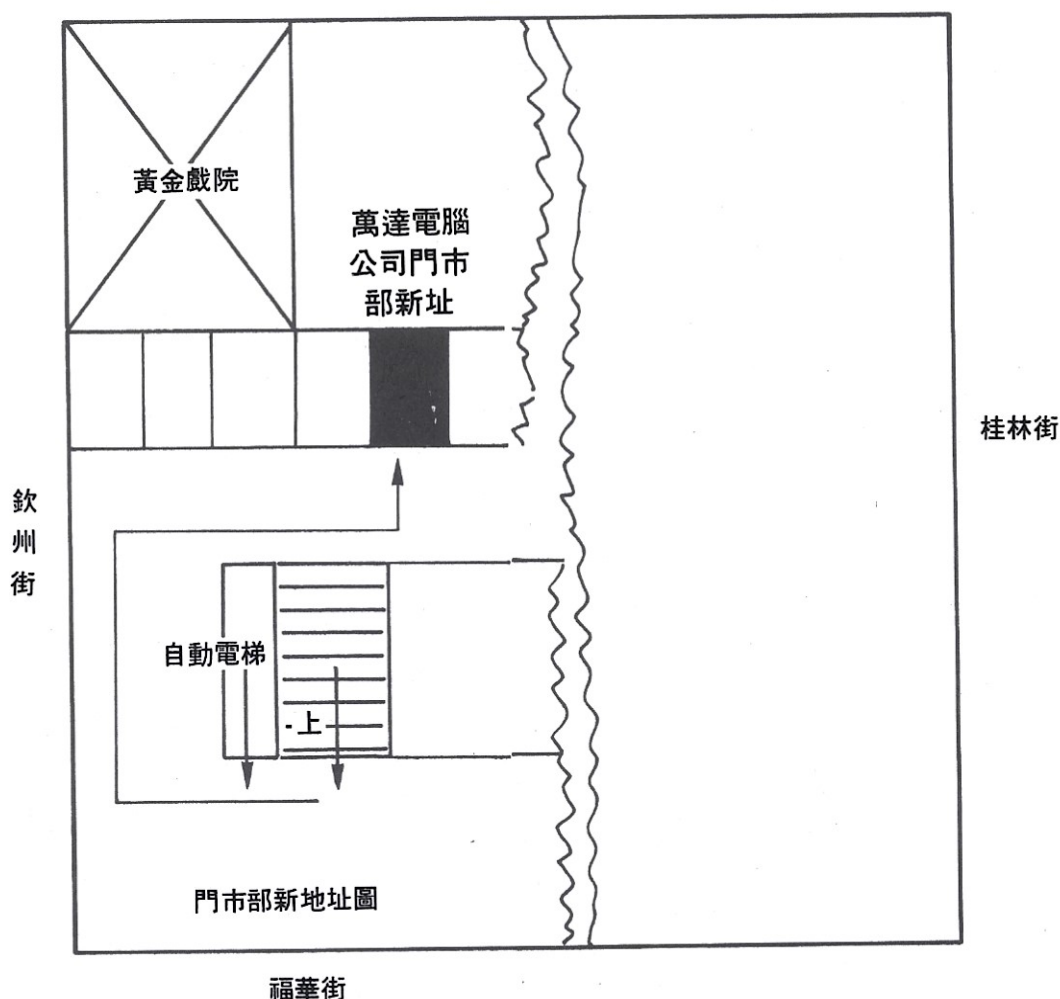 黃金戲院
萬達電腦
公司門市
部新址
桂林街
欽
州
街
自動電梯
上
門市部新地址圖
福華街